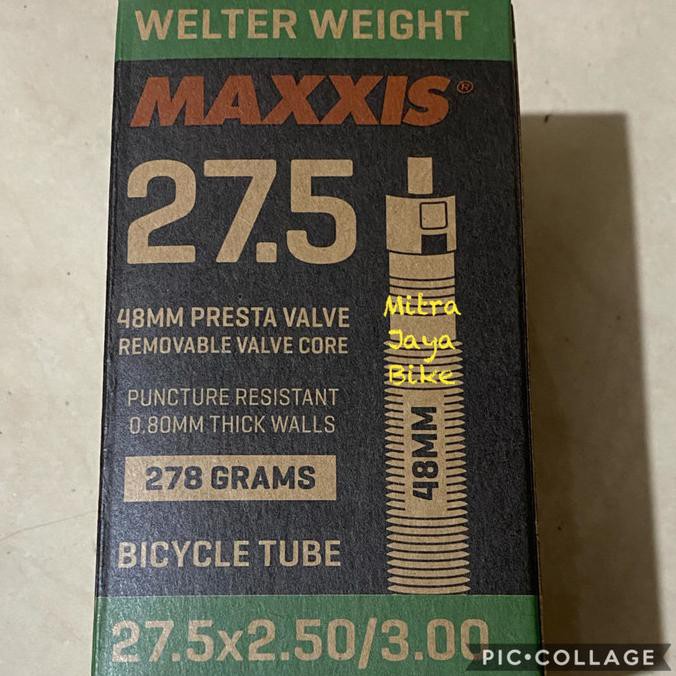 WELTER WEIGHT
MAXXIS®
27.5
48MM PRESTA VALVE
REMOVABLE VALVE CORE
PUNCTURE RESISTANT
0.80MM THICK WALLS
278 GRAMS
BICYCLE TUBE
Mitra
Jaya
Bike
48MM
27.5x2.50/3.00
PIC•COLLAGE